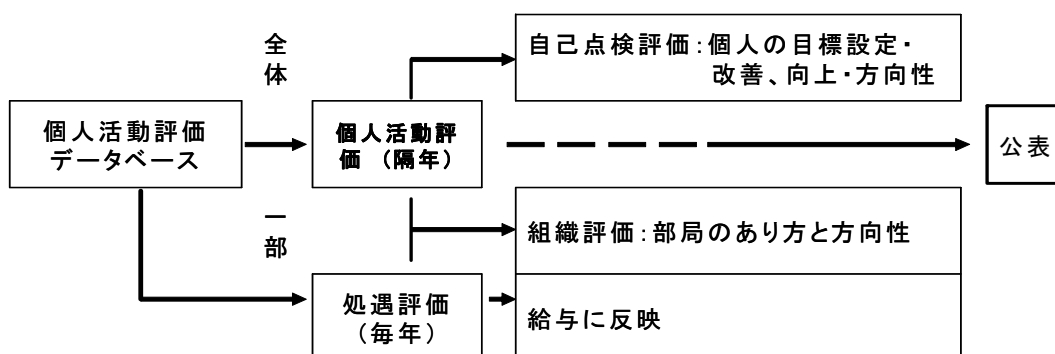 全体
自己点検評価：個人の目標設定・
改善、向上・方向性
個人活動評価
データベース
個人活動評
価 （隔年）
公表
一部
組織評価：部局のあり方と方向性
処遇評価
（毎年）
給与に反映